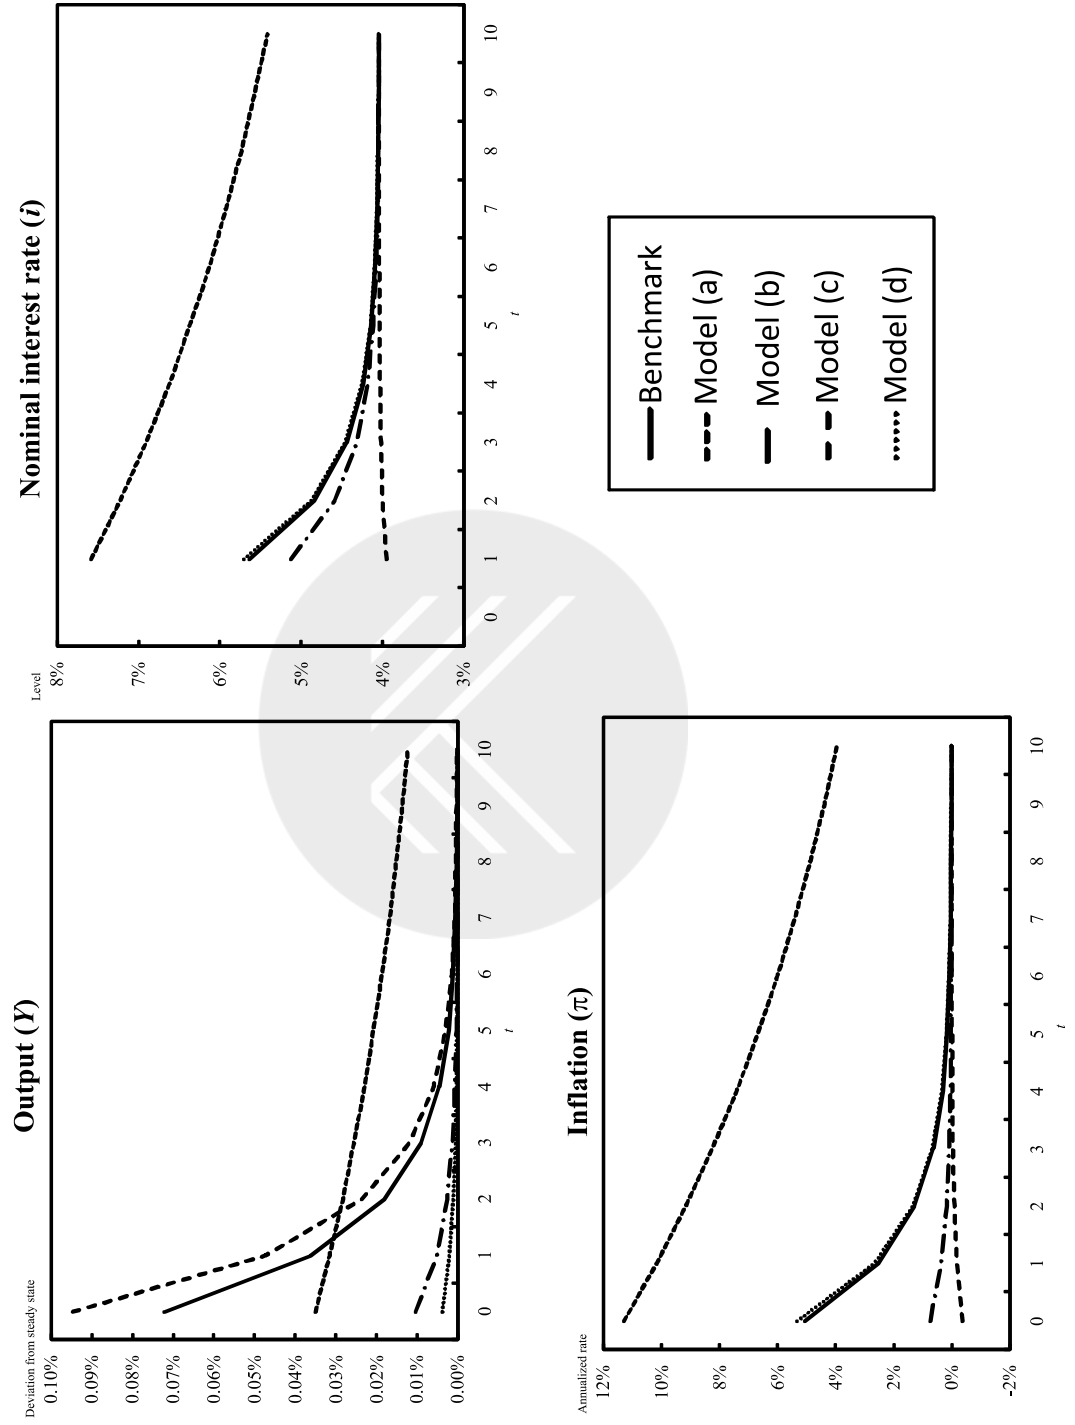 Output (Y)
Deviation from steady state
0.10%
0.09%
0.08%
0.07%
0.06%
0.05%
0.04%
0.03%
0.02%
0.01%
0.00%
0 1 2 3 4 5 6 7 8 9 10
t
Nominal interest rate (i)
Level
8%
7%
6%
5%
4%
3%
0 1 2 3 4 5 6 7 8 9 10
t
Inflation (π)
Annualized rate
12%
10%
8%
6%
4%
2%
0%
-2%
0 1 2 3 4 5 6 7 8 9 10
t
Benchmark
Model (a)
Model (b)
Model (c)
Model (d)